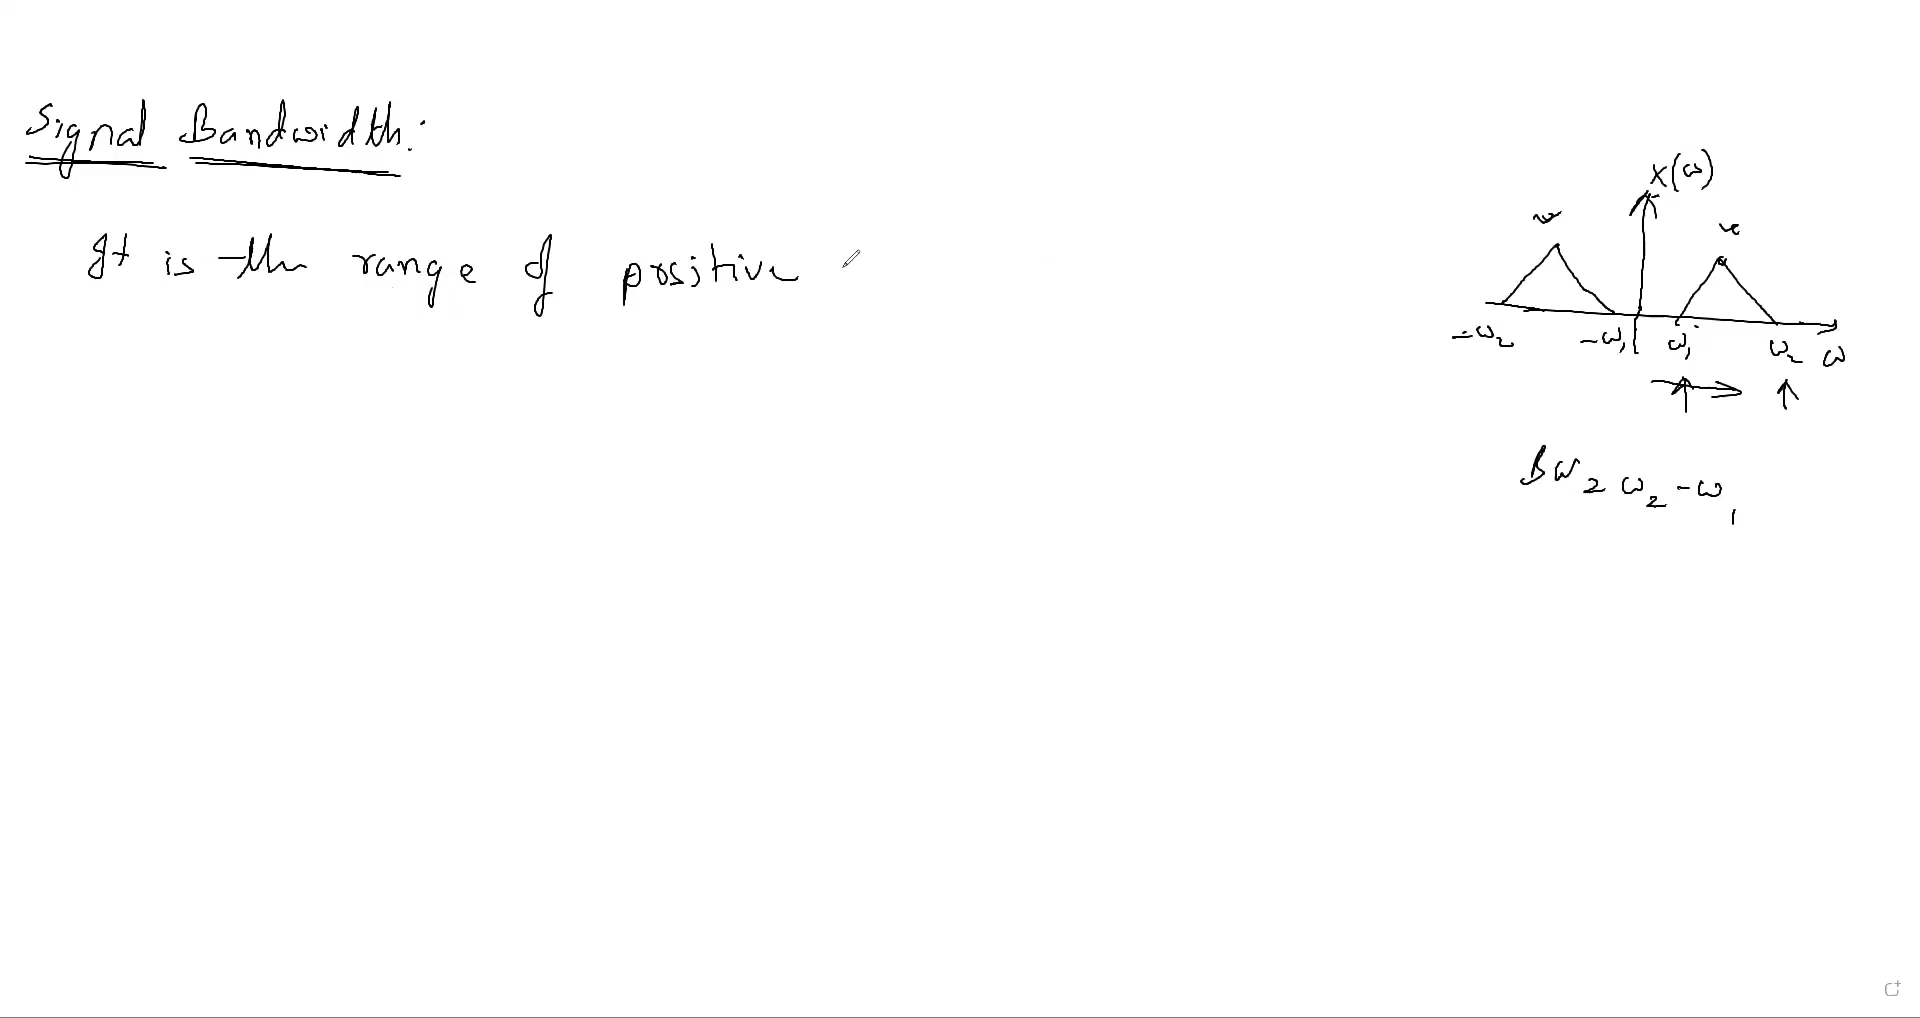 Signal Bandwidth:
It is the range of positive
X(ω)
-ω₂ -ω₁ ω₁ ω₂ ω
BW = ω₂ - ω₁